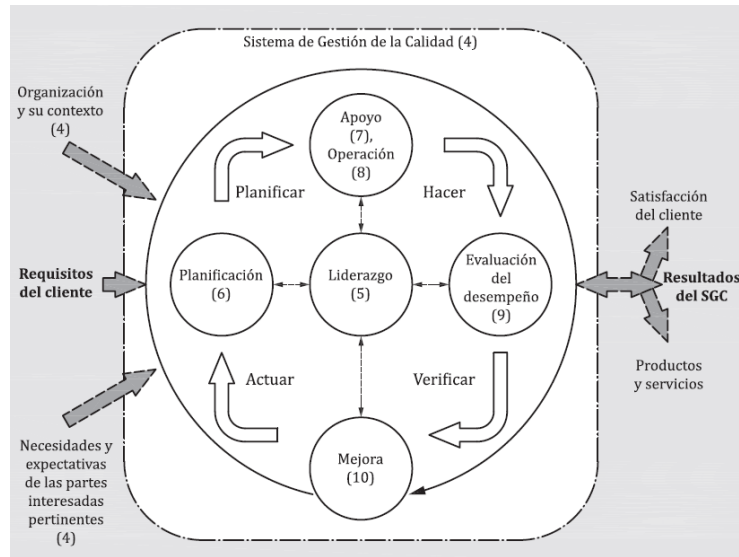 Sistema de Gestión de la Calidad (4)
Organización
y su contexto
(4)
Apoyo
(7),
Operación
(8)
Planificar
Hacer
Satisfacción
del cliente
Requisitos
del cliente
Planificación
(6)
Liderazgo
(5)
Evaluación
del
desempeño
(9)
Resultados
del SGC
Actuar
Verificar
Productos
y servicios
Mejora
(10)
Necesidades y
expectativas
de las partes
interesadas
pertinentes
(4)